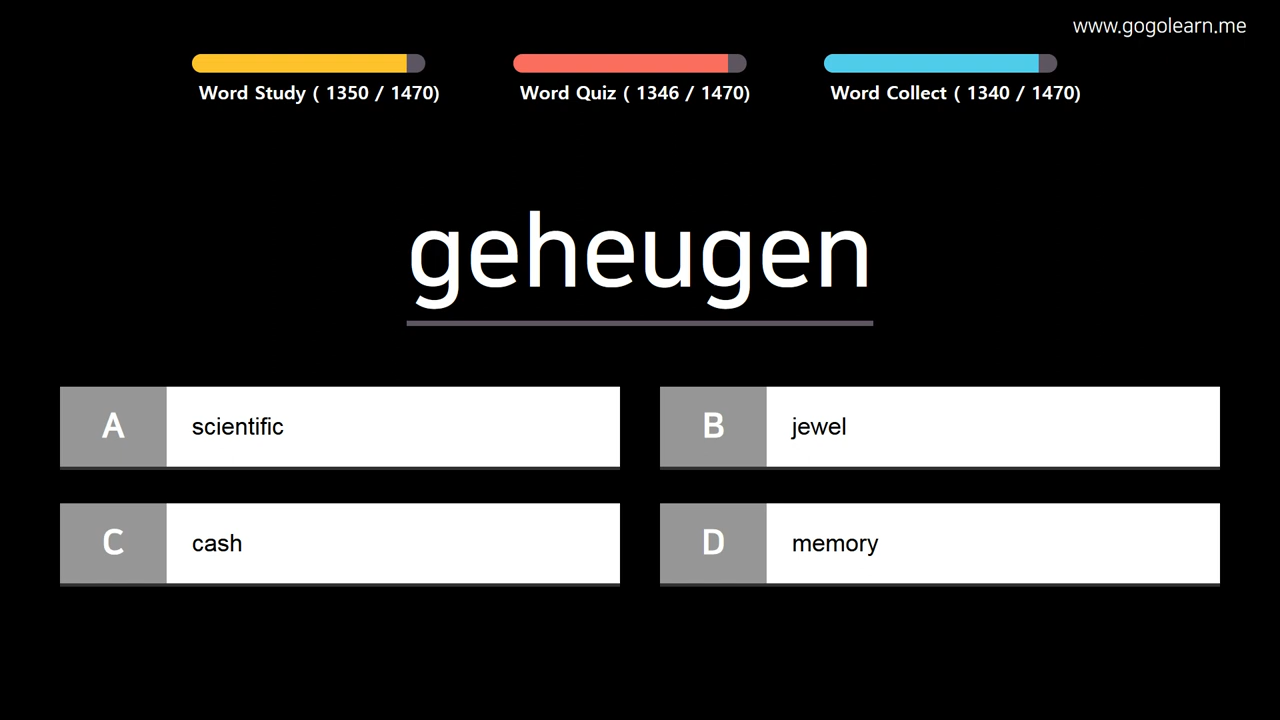 www.gogolearn.me
Word Study ( 1350 / 1470)
Word Quiz ( 1346 / 1470)
Word Collect ( 1340 / 1470)
geheugen
A scientific
B jewel
C cash
D memory